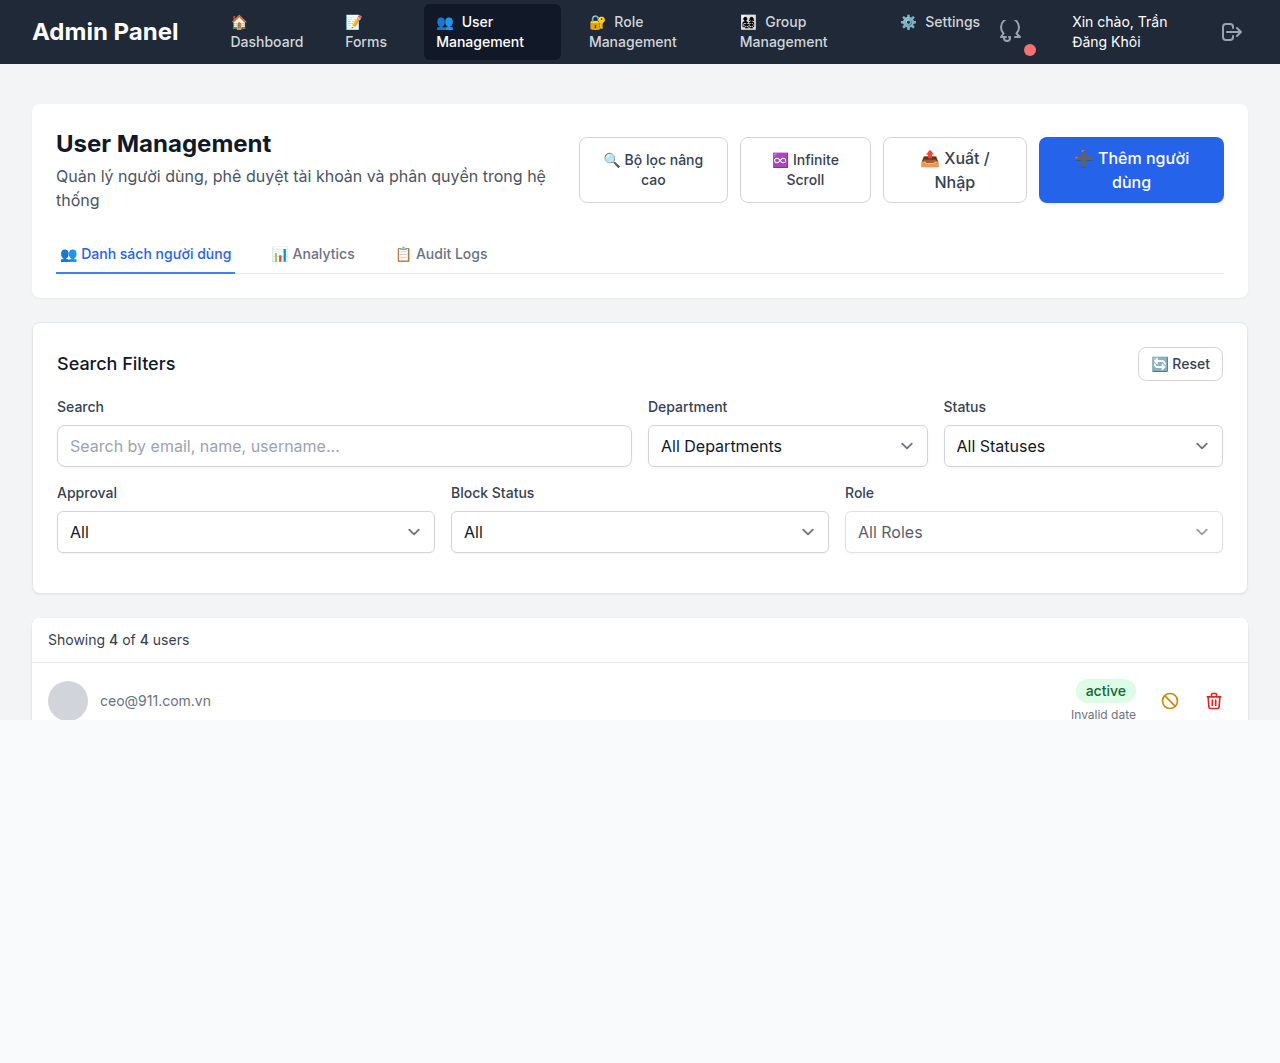 Admin Panel
🏠 Dashboard
📝 Forms
👥 User Management
🔐 Role Management
👨‍👩‍👧‍👦 Group Management
⚙️ Settings
Xin chào, Trần Đăng Khôi
User Management
Quản lý người dùng, phê duyệt tài khoản và phân quyền trong hệ thống
🔍 Bộ lọc nâng cao
♾️ Infinite Scroll
📤 Xuất / Nhập
➕ Thêm người dùng
👥 Danh sách người dùng
📊 Analytics
📋 Audit Logs
Search Filters
🔄 Reset
Search
Department
Status
Search by email, name, username...
All Departments
All Statuses
Approval
Block Status
Role
All
All
All Roles
Showing 4 of 4 users
ceo@911.com.vn
active
Invalid date